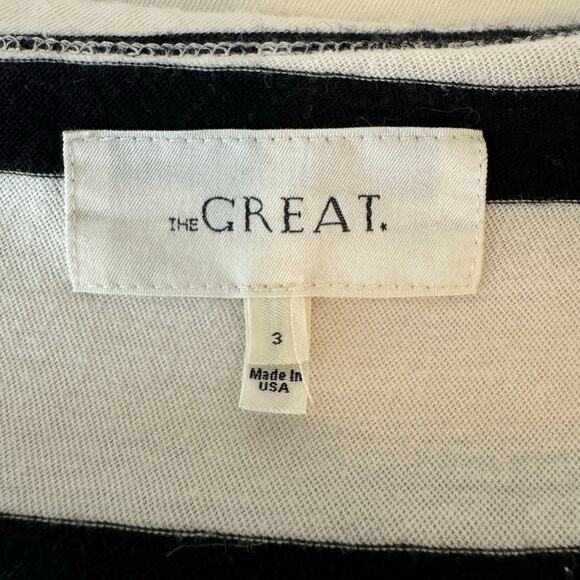 THE GREAT.*
3
Made In
USA